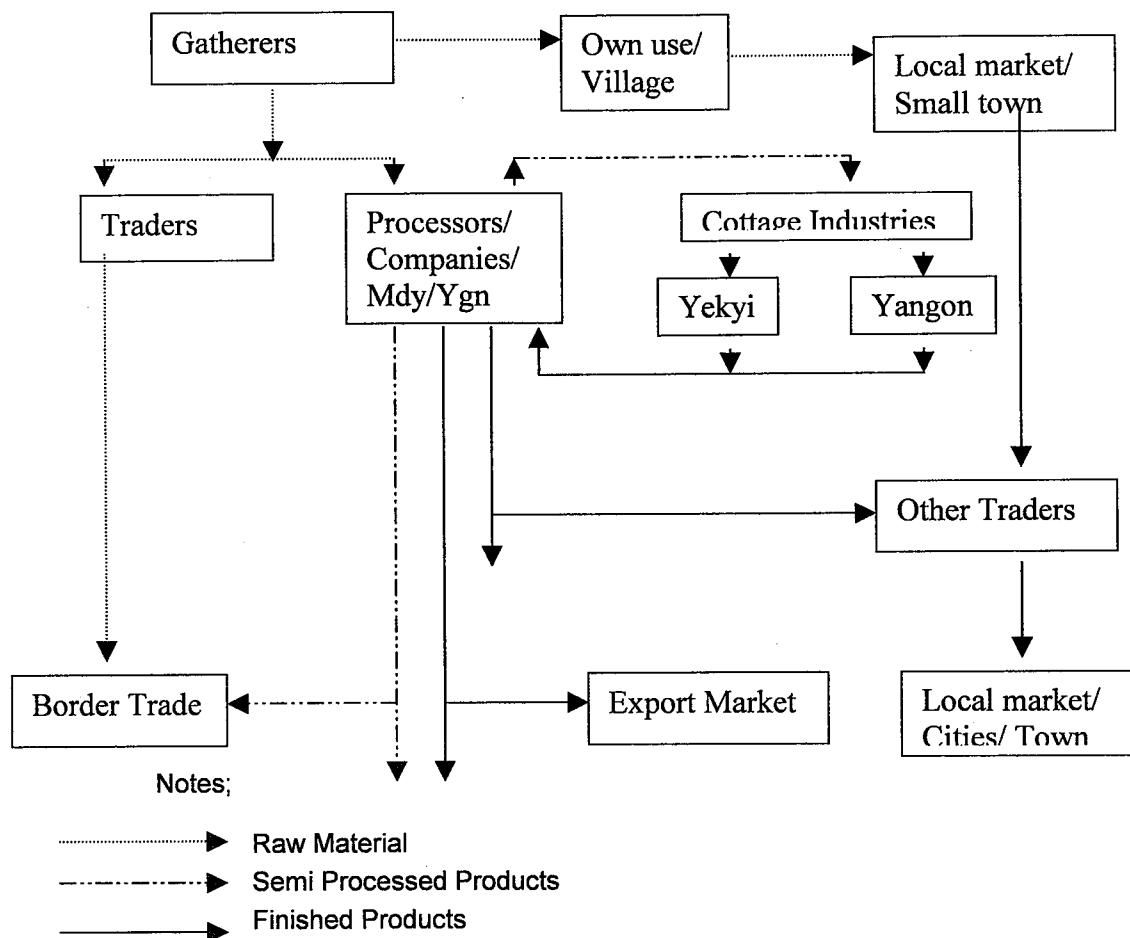 Gatherers
Own use/
Village
Local market/
Small town
Traders
Processors/
Companies/
Mdy/Ygn
Cottage Industries
Yekyi
Yangon
Other Traders
Border Trade
Export Market
Local market/
Cities/ Town
Notes;
Raw Material
Semi Processed Products
Finished Products